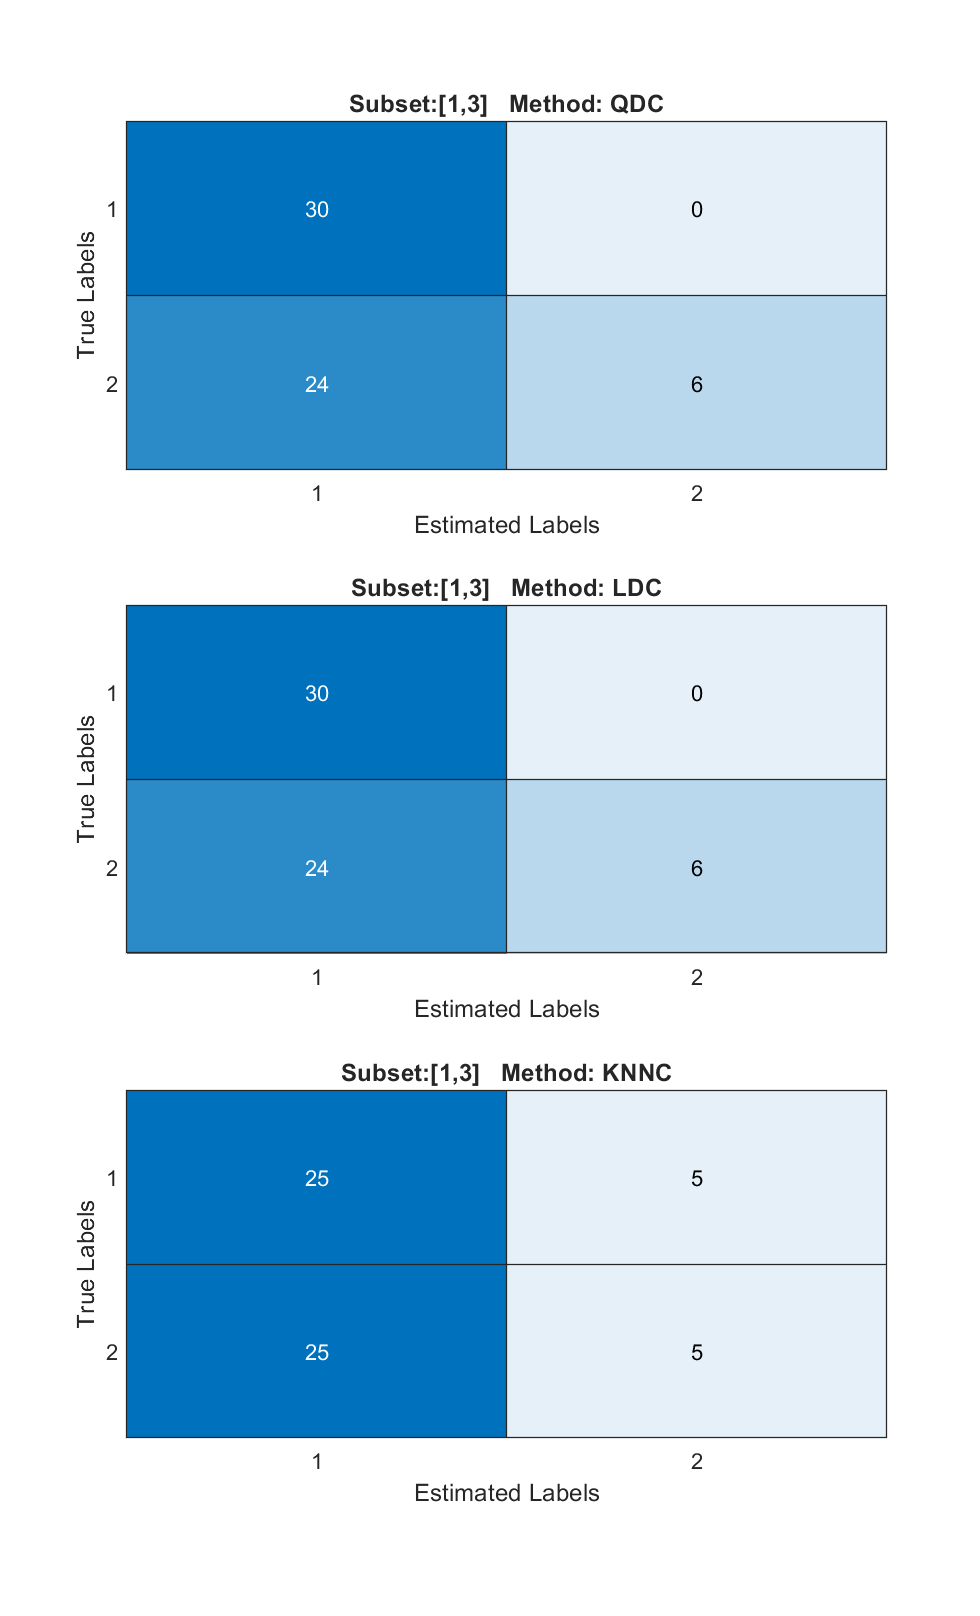 Subset:[1,3]   Method: QDC
True Labels
1
30
0
2
24
6
1
2
Estimated Labels
Subset:[1,3]   Method: LDC
True Labels
1
30
0
2
24
6
1
2
Estimated Labels
Subset:[1,3]   Method: KNNC
True Labels
1
25
5
2
25
5
1
2
Estimated Labels